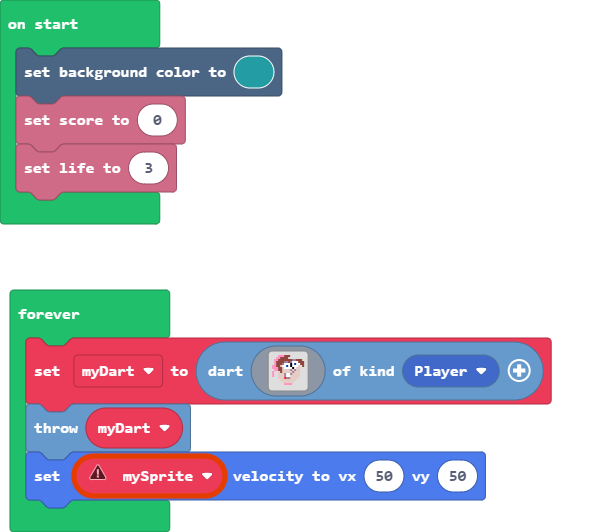 on start
set background color to
set score to 0
set life to 3
forever
set myDart to dart of kind Player
throw myDart
set mySprite velocity to vx 50 vy 50